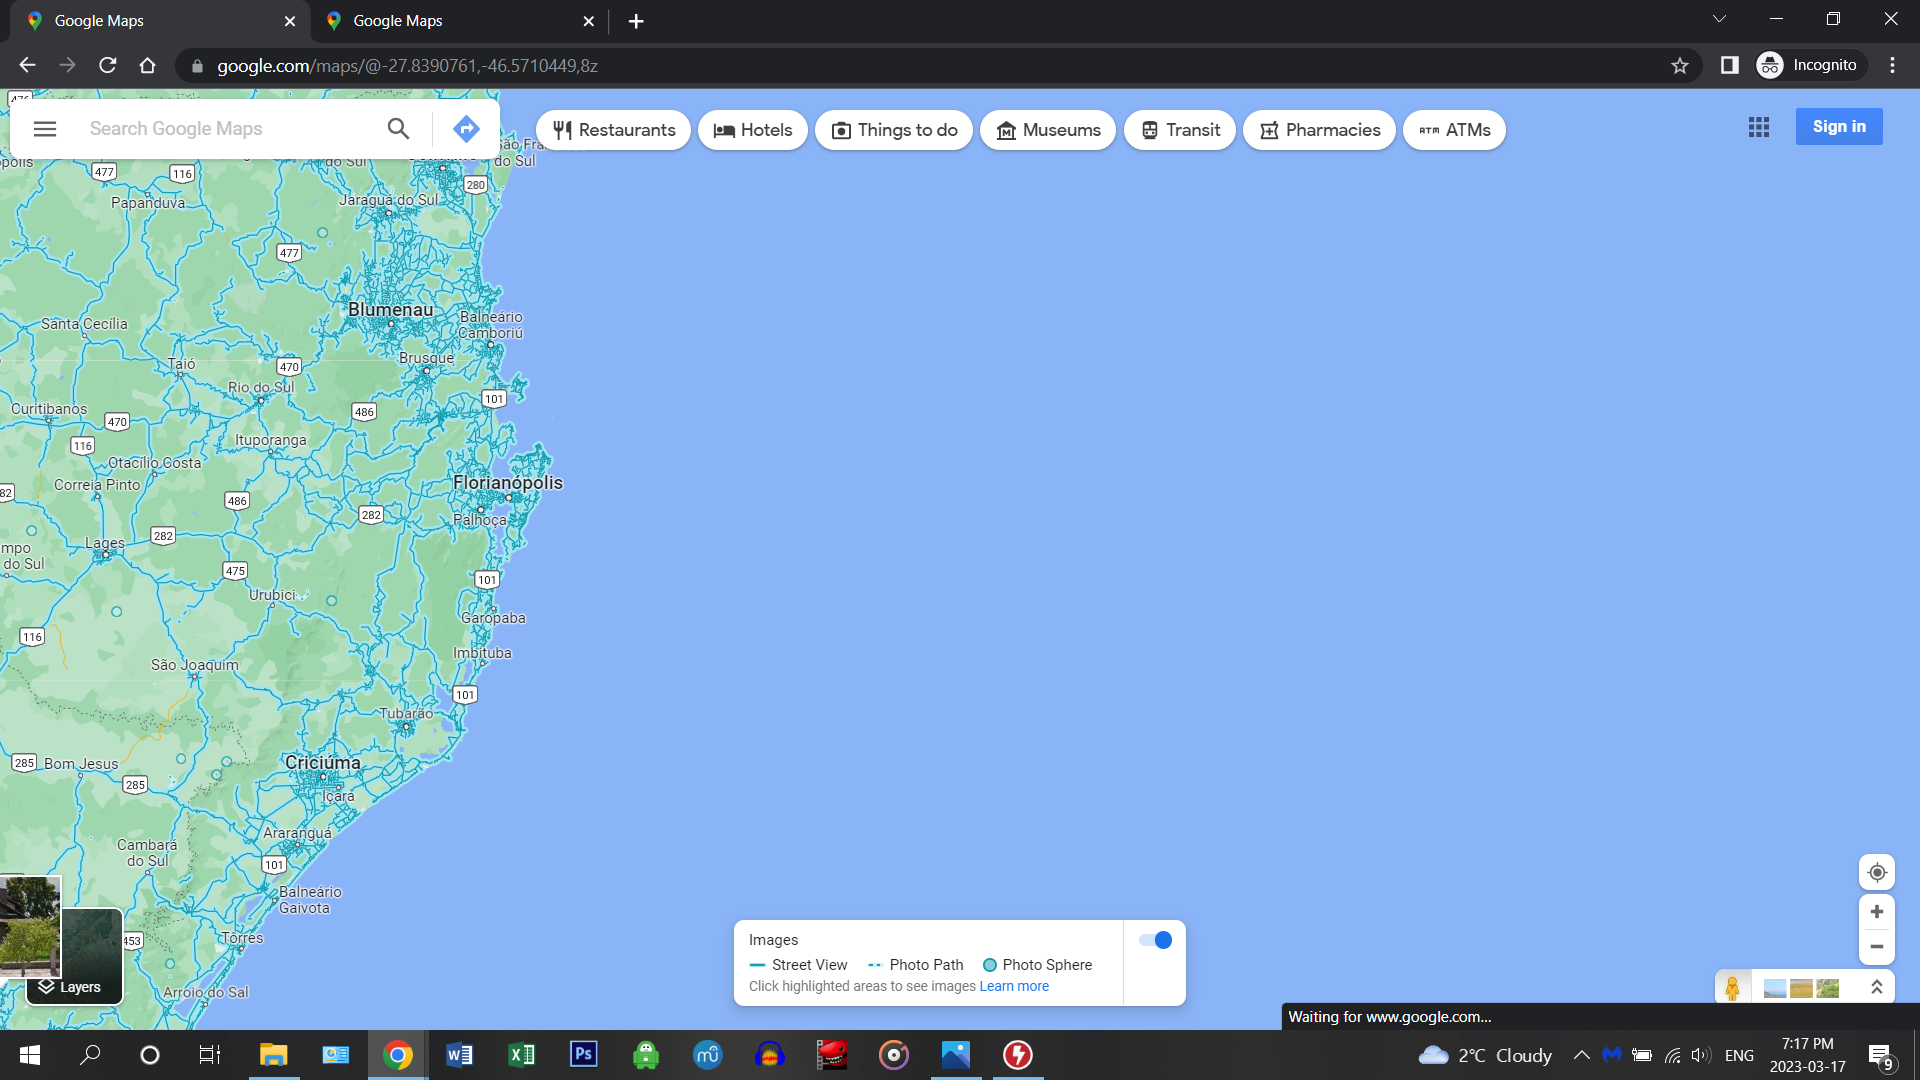 Google Maps
Google Maps
google.com/maps/@-27.8390761,-46.5710449,8z
Incognito
Search Google Maps
Restaurants
Hotels
Things to do
Museums
Transit
Pharmacies
ATM ATMs
Sign in
do Sul
do Sul
477
116
280
Papanduva
Jaraguá do Sul
477
Blumenau
Balneário
Camboriú
Santa Cecília
Brusque
Taió
470
Rio do Sul
101
Curitibanos
486
470
Ituporanga
116
Otacílio Costa
Correia Pinto
Florianópolis
82
486
282
Palhoça
282
Lages
mpo
do Sul
475
101
Urubici
Garopaba
116
Imbituba
São Joaquim
101
Tubarão
285
Bom Jesus
Criciúma
285
Içara
Araranguá
Cambará
do Sul
101
Balneário
Gaivota
453
Torres
Layers
Arroio do Sal
Images
Street View
Photo Path
Photo Sphere
Click highlighted areas to see images Learn more
Waiting for www.google.com...
W
X
Ps
2°C Cloudy
ENG
7:17 PM
2023-03-17
9